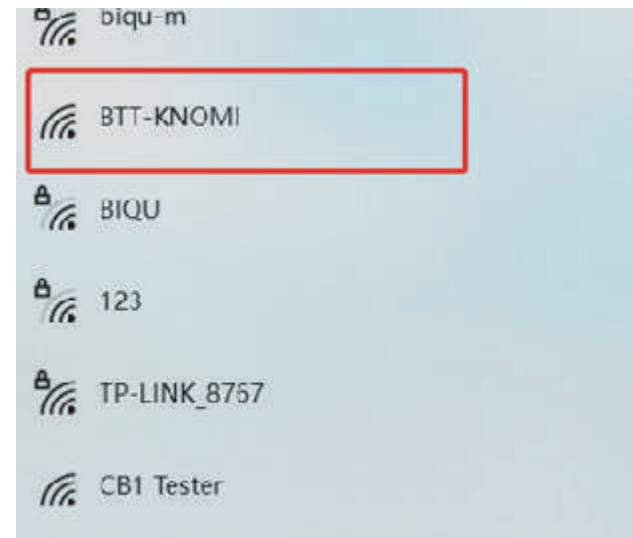 biqu-m
BTT-KNOMI
BIQU
123
TP-LINK_8767
CB1 Tester